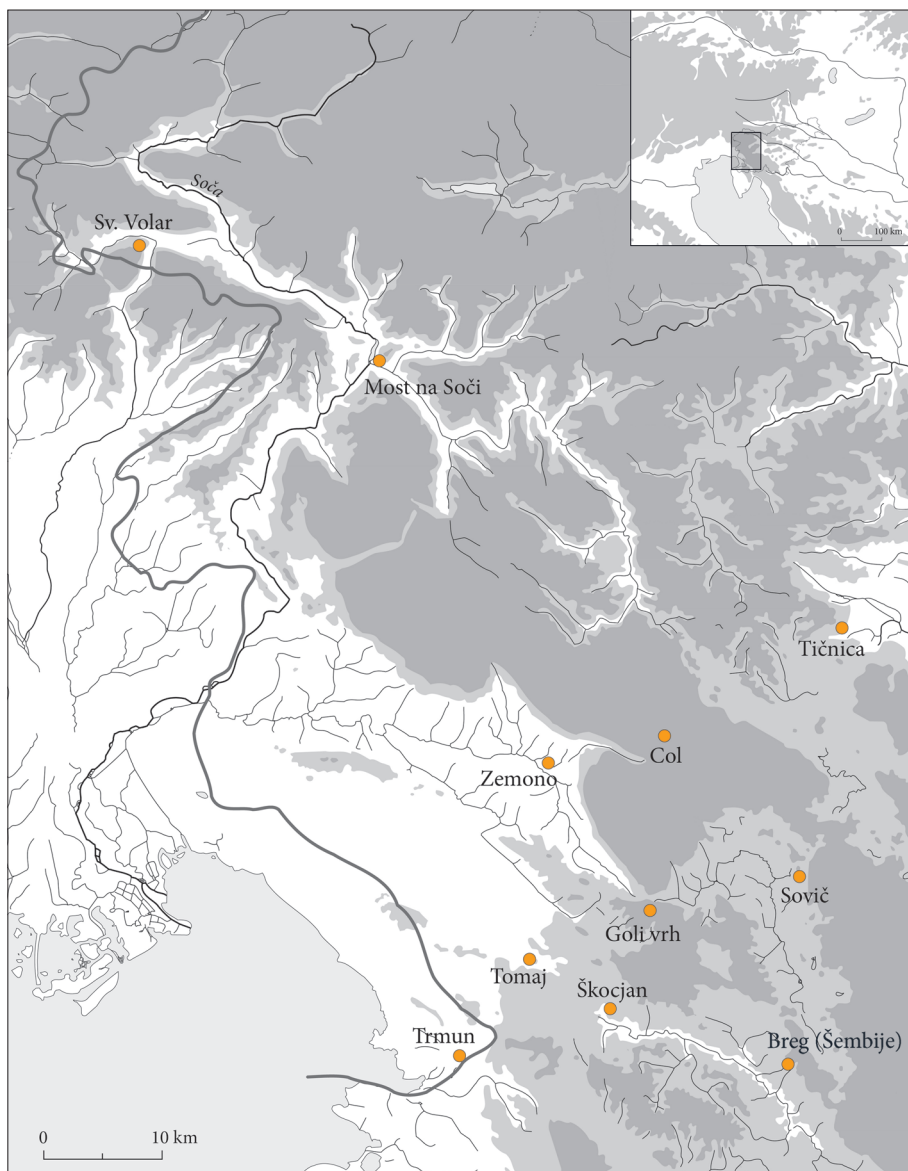 0 100 km
Soča
Sv. Volar
Most na Soči
Tičnica
Col
Zemono
Sovič
Goli vrh
Tomaj
Škocjan
Trmun
Breg (Šembije)
0 10 km